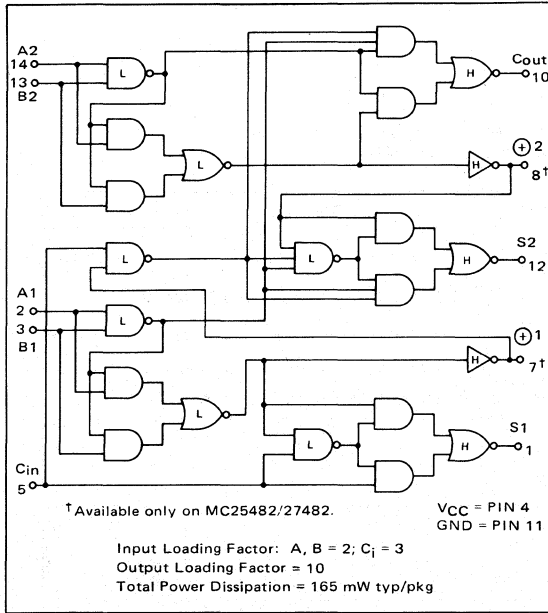 A2
14
13
B2
L
H
Cout
10
L
H
⊕ 2
8†
L
L
H
S2
12
A1
2
3
B1
L
L
H
⊕ 1
7†
L
H
S1
1
Cin
5
† Available only on MC25482/27482.
VCC = PIN 4
GND = PIN 11
Input Loading Factor: A, B = 2; Ci = 3
Output Loading Factor = 10
Total Power Dissipation = 165 mW typ/pkg